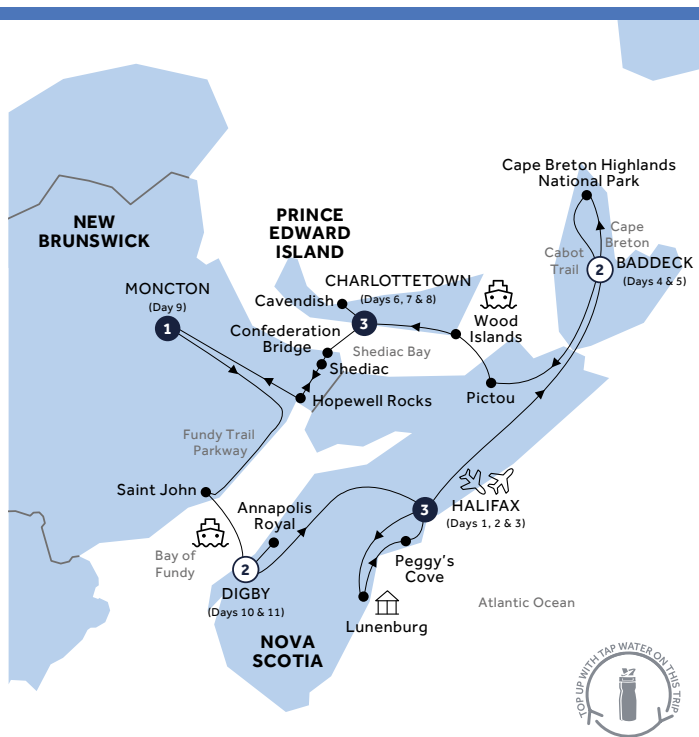 Cape Breton Highlands
National Park
NEW
BRUNSWICK
PRINCE
EDWARD
ISLAND
Cape
Breton
Cabot
Trail
2
BADDECK
(Days 4 & 5)
MONCTON
(Day 9)
1
CHARLOTTETOWN
(Days 6, 7 & 8)
Cavendish
3
Wood
Islands
Confederation
Bridge
Shediac Bay
Shediac
Pictou
Hopewell Rocks
Fundy Trail
Parkway
Saint John
Annapolis
Royal
3
HALIFAX
(Days 1, 2 & 3)
Bay of
Fundy
2
DIGBY
(Days 10 & 11)
Peggy's
Cove
Lunenburg
Atlantic Ocean
NOVA
SCOTIA
TOP UP WITH TAP WATER ON THIS TRIP